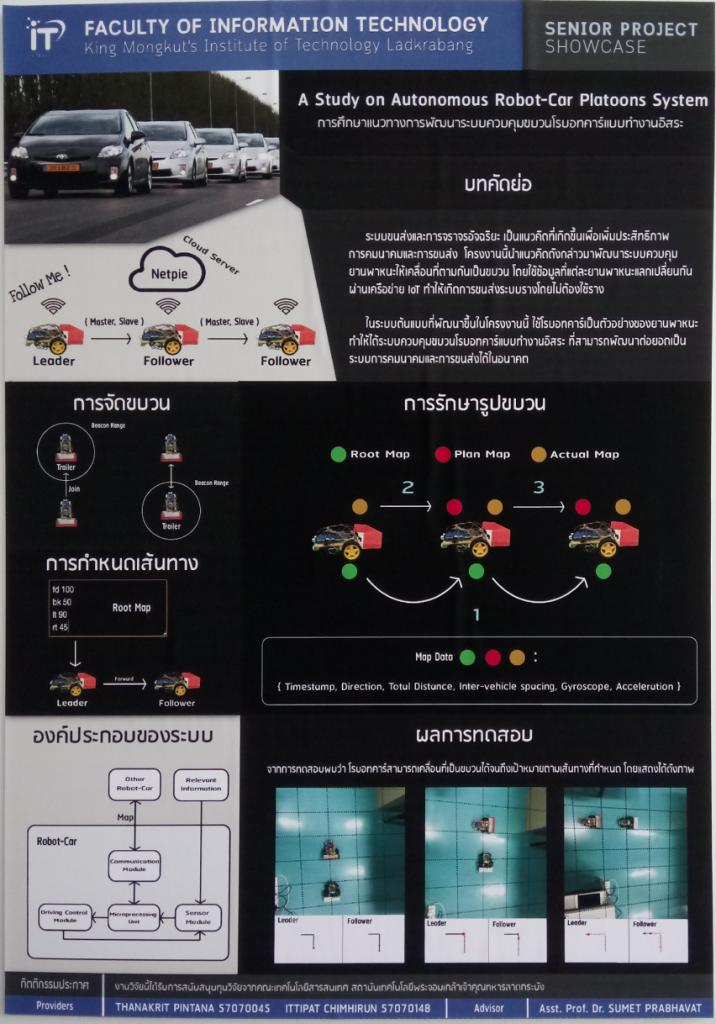 iT FACULTY OF INFORMATION TECHNOLOGY
King Mongkut's Institute of Technology Ladkrabang
SENIOR PROJECT
SHOWCASE
A Study on Autonomous Robot-Car Platoons System
การศึกษาแนวทางการพัฒนาระบบควบคุมขบวนโรบอทคาร์แบบทำงานอิสระ
บทคัดย่อ
ระบบขนส่งและการจราจรอัจฉริยะ เป็นแนวคิดที่เกิดขึ้นเพื่อเพิ่มประสิทธิภาพ
การคมนาคมและการขนส่ง โครงงานนี้นำแนวคิดดังกล่าวมาพัฒนาระบบควบคุม
ยานพาหนะให้เคลื่อนที่ตามกันเป็นขบวน โดยใช้ข้อมูลที่แต่ละยานพาหนะแลกเปลี่ยนกัน
ผ่านเครือข่าย IoT ทำให้เกิดการขนส่งระบบรางโดยไม่ต้องใช้ราง
ในระบบต้นแบบที่พัฒนาขึ้นในโครงงานนี้ ใช้โรบอทคาร์เป็นตัวอย่างของยานพาหนะ
ทำให้ได้ระบบควบคุมขบวนโรบอทคาร์แบบทำงานอิสระ ที่สามารถพัฒนาต่อยอดเป็น
ระบบการคมนาคมและการขนส่งได้ในอนาคต
Follow Me !
Netpie
Cloud Server
( Master, Slave )
( Master, Slave )
Leader
Follower
Follower
การจัดขบวน
Beacon Range
Trailer
Join
Beacon Range
Trailer
การกำหนดเส้นทาง
fd 100
bk 50
lt 90
rt 45
Root Map
Forward
Leader
Follower
การรักษารูปขบวน
Root Map
Plan Map
Actual Map
2
3
1
Map Data :
{ Timestamp, Direction, Total Distance, Inter-vehicle spacing, Gyroscope, Acceleration }
องค์ประกอบของระบบ
Other
Robot-Car
Relevant
Information
Map
Robot-Car
Communication
Module
Driving Control
Module
Microprocessing
Unit
Sensor
Module
ผลการทดสอบ
จากการทดสอบพบว่า โรบอทคาร์สามารถเคลื่อนที่เป็นขบวนได้จนถึงเป้าหมายตามเส้นทางที่กำหนด โดยแสดงได้ดังภาพ
Leader
Follower
Leader
Follower
Leader
Follower
กิตติกรรมประกาศ
งานวิจัยนี้ได้รับการสนับสนุนทุนวิจัยจากคณะเทคโนโลยีสารสนเทศ สถาบันเทคโนโลยีพระจอมเกล้าเจ้าคุณทหารลาดกระบัง
Providers
THANAKRIT PINTANA 57070045
ITTIPAT CHIMHIRUN 57070148
Advisor
Asst. Prof. Dr. SUMET PRABHAVAT